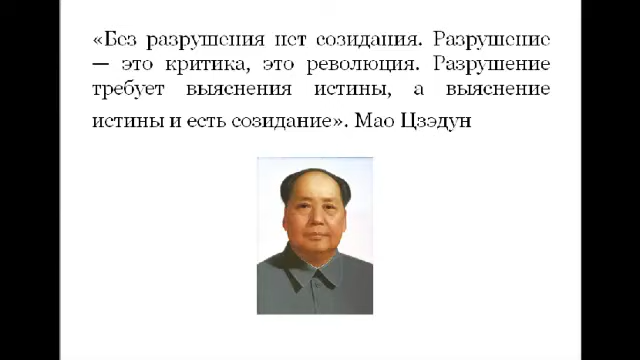 «Без разрушения нет созидания. Разрушение
— это критика, это революция. Разрушение
требует выяснения истины, а выяснение
истины и есть созидание». Мао Цзэдун